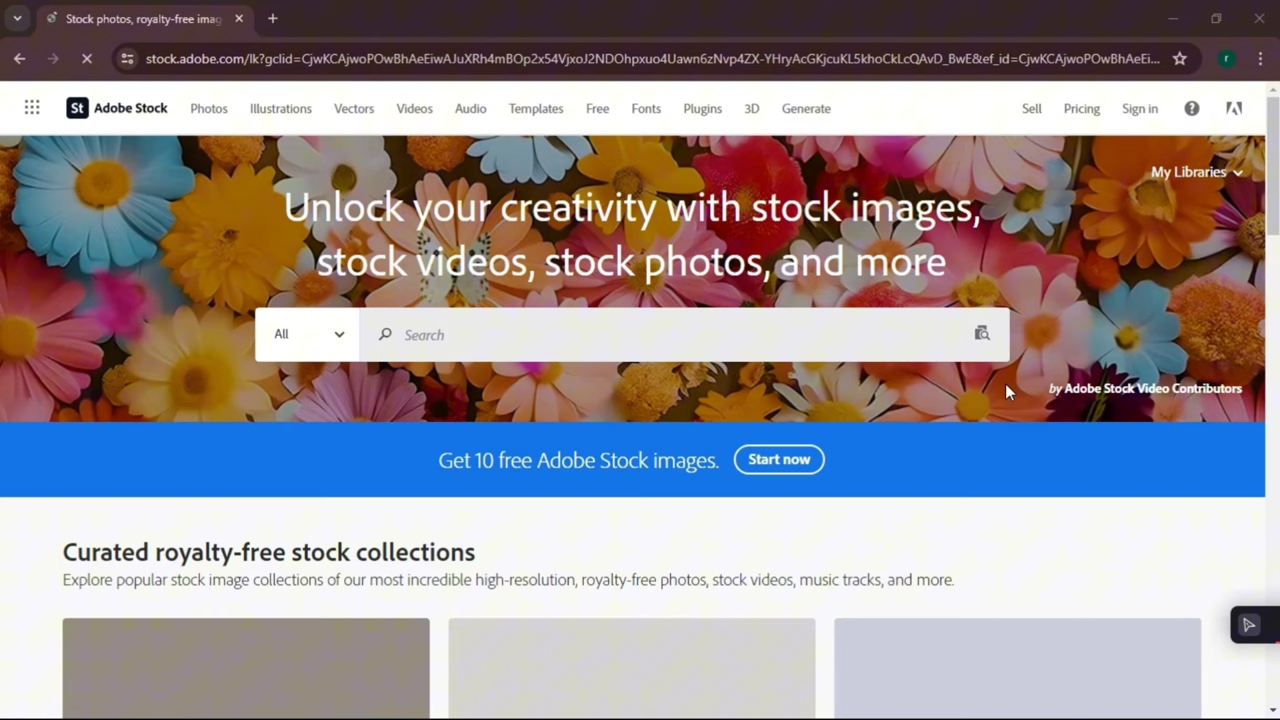 Stock photos, royalty-free imag
stock.adobe.com/lk?gclid=CjwKCAjwoPOwBhAeEiwAJuXRh4mBOp2x54VjxoJ2NDOhpxuo4Uawn6zNvp4ZX-YHryAcGKjcuKL5khoCkLcQAvD_BwE&ef_id=CjwKCAjwoPOwBhAeEi...
r
St Adobe Stock Photos Illustrations Vectors Videos Audio Templates Free Fonts Plugins 3D Generate Sell Pricing Sign in
My Libraries
Unlock your creativity with stock images,
stock videos, stock photos, and more
All Search
by Adobe Stock Video Contributors
Get 10 free Adobe Stock images. Start now
Curated royalty-free stock collections
Explore popular stock image collections of our most incredible high-resolution, royalty-free photos, stock videos, music tracks, and more.